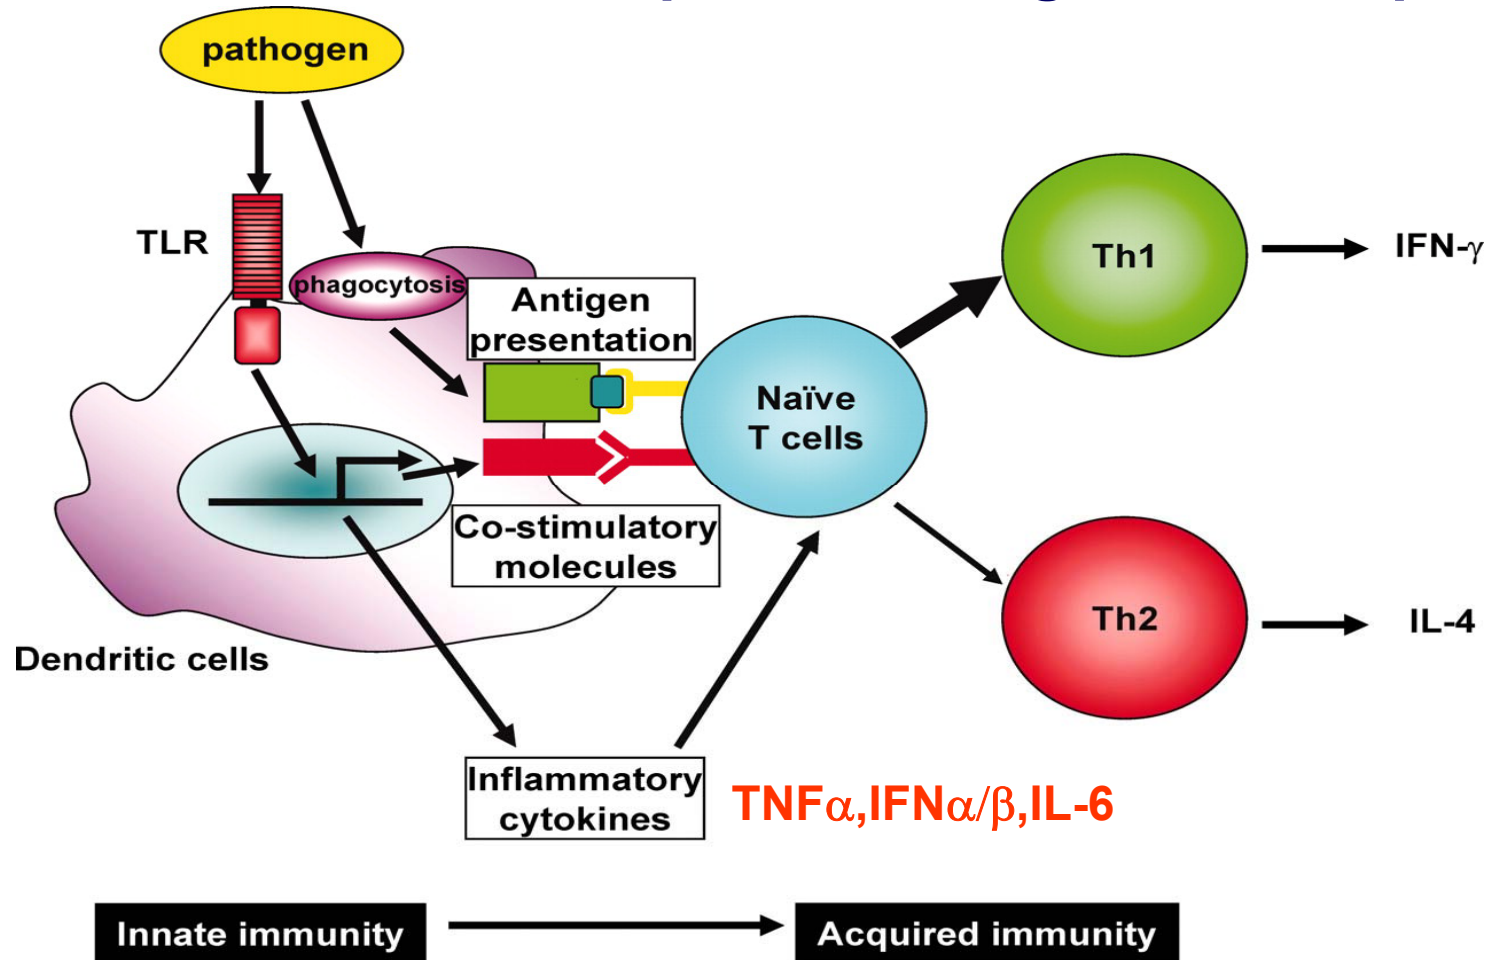 pathogen
TLR
phagocytosis
Antigen
presentation
Naïve
T cells
Th1
IFN-γ
Co-stimulatory
molecules
Th2
IL-4
Dendritic cells
Inflammatory
cytokines
TNFα,IFNα/β,IL-6
Innate immunity
Acquired immunity